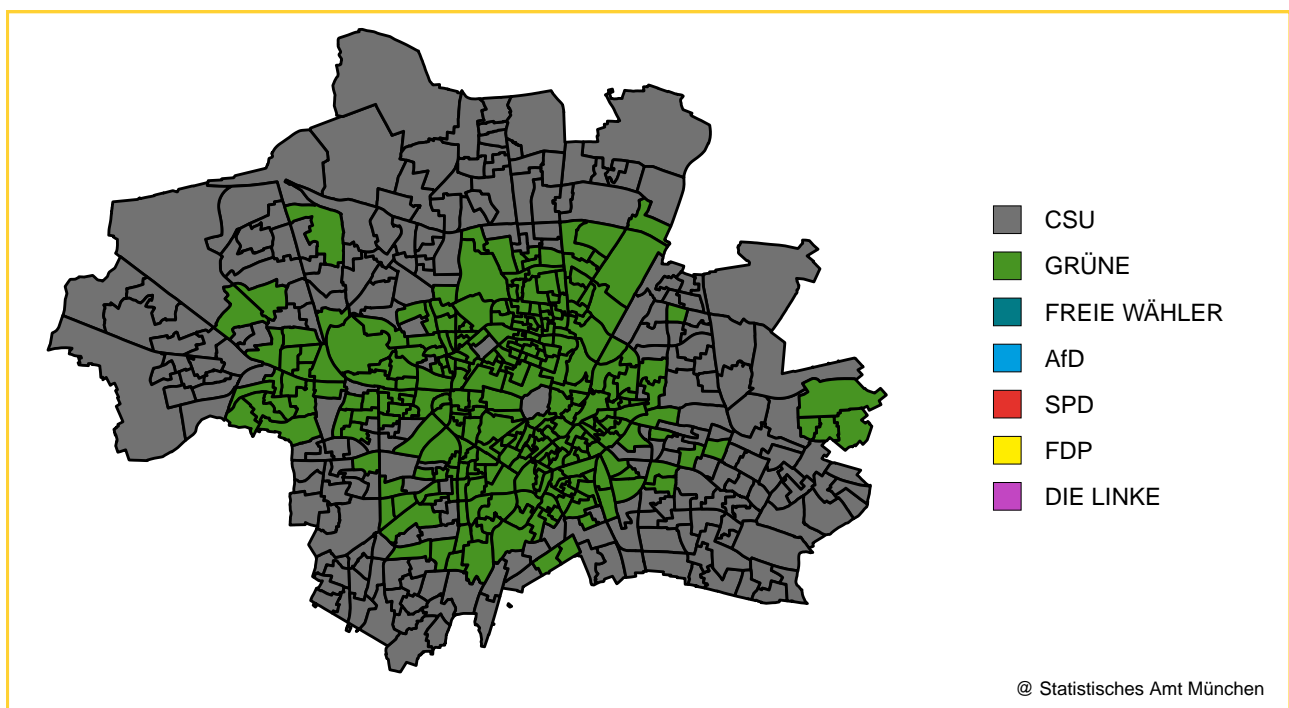 CSU
GRÜNE
FREIE WÄHLER
AfD
SPD
FDP
DIE LINKE
@ Statistisches Amt München